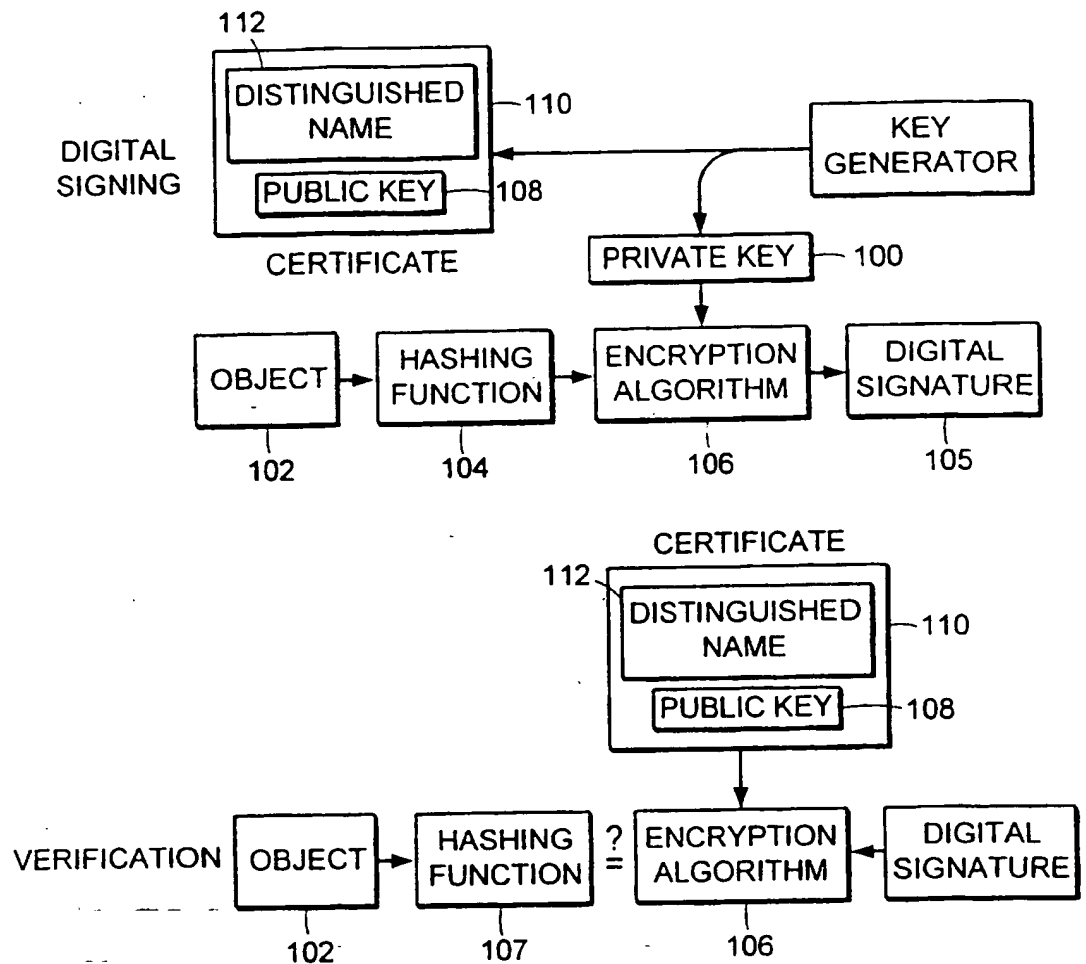 112
DISTINGUISHED
NAME
110
KEY
GENERATOR
DIGITAL
SIGNING
PUBLIC KEY
108
CERTIFICATE
PRIVATE KEY
100
OBJECT
HASHING
FUNCTION
ENCRYPTION
ALGORITHM
DIGITAL
SIGNATURE
102
104
106
105
CERTIFICATE
112
DISTINGUISHED
NAME
110
PUBLIC KEY
108
VERIFICATION
OBJECT
HASHING
FUNCTION
?
=
ENCRYPTION
ALGORITHM
DIGITAL
SIGNATURE
102
107
106